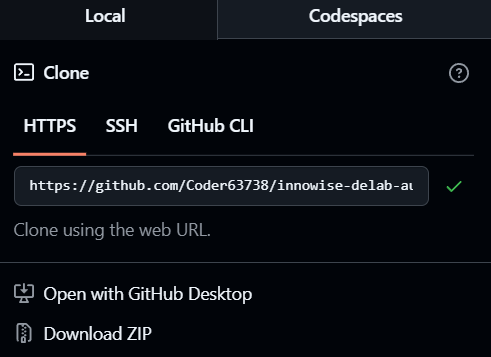 Local Codespaces
Clone
HTTPS SSH GitHub CLI
https://github.com/Coder63738/innowise-delab-au
Clone using the web URL.
Open with GitHub Desktop
Download ZIP